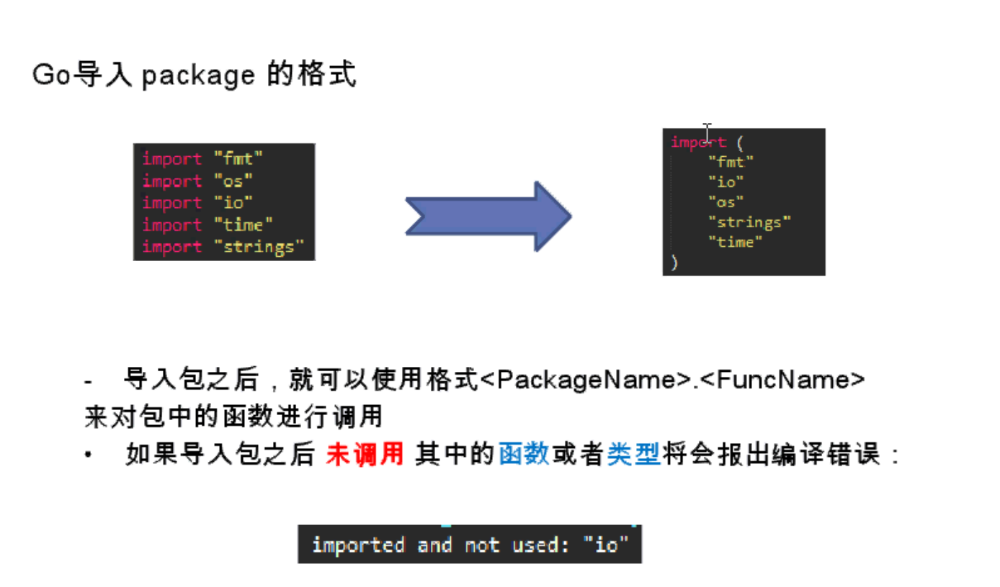 Go导入 package 的格式
import "fmt"
import "os"
import "io"
import "time"
import "strings"
import (
"fmt"
"io"
"os"
"strings"
"time"
)
- 导入包之后，就可以使用格式<PackageName>.<FuncName>
来对包中的函数进行调用
• 如果导入包之后 未调用 其中的函数或者类型将会报出编译错误：
imported and not used: "io"